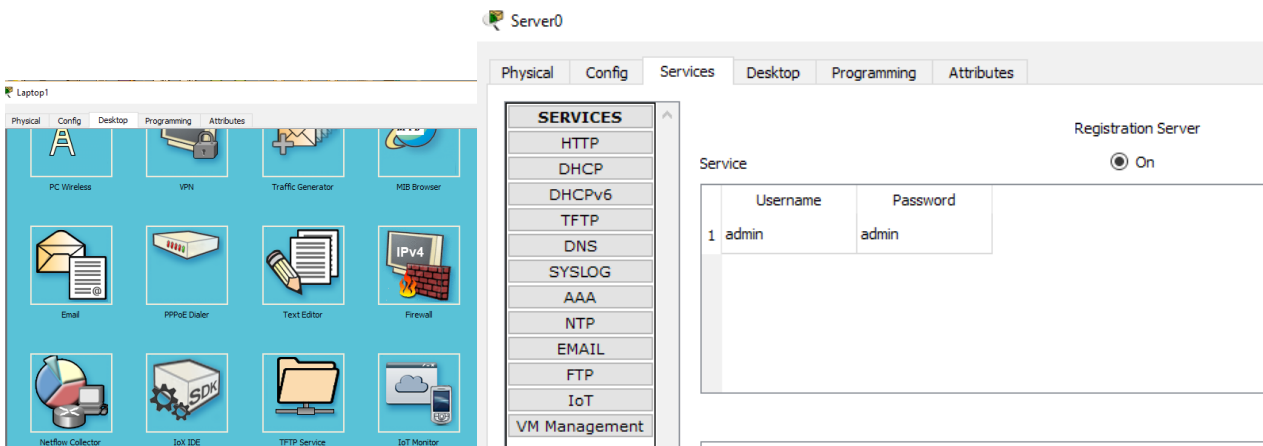 Laptop1
Physical Config Desktop Programming Attributes
PC Wireless VPN Traffic Generator MIB Browser
IPv4
Email PPPoE Dialer Text Editor Firewall
SDK
Netflow Collector IoX IDE TFTP Service IoT Monitor
Server0
Physical Config Services Desktop Programming Attributes
SERVICES
HTTP
DHCP
DHCPv6
TFTP
DNS
SYSLOG
AAA
NTP
EMAIL
FTP
IoT
VM Management
Registration Server
Service On
Username Password
1 admin admin